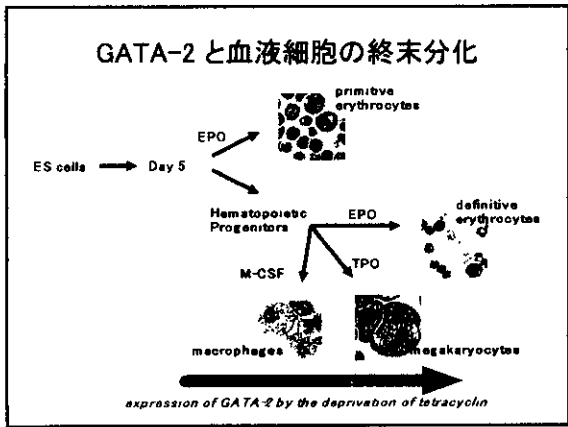 GATA-2 と血液細胞の終末分化
primitive
erythrocytes
EPO
ES cells
Day 5
Hematopoietic
Progenitors
EPO
definitive
erythrocytes
M-CSF
TPO
macrophages
megakaryocytes
expression of GATA-2 by the deprivation of tetracyclin